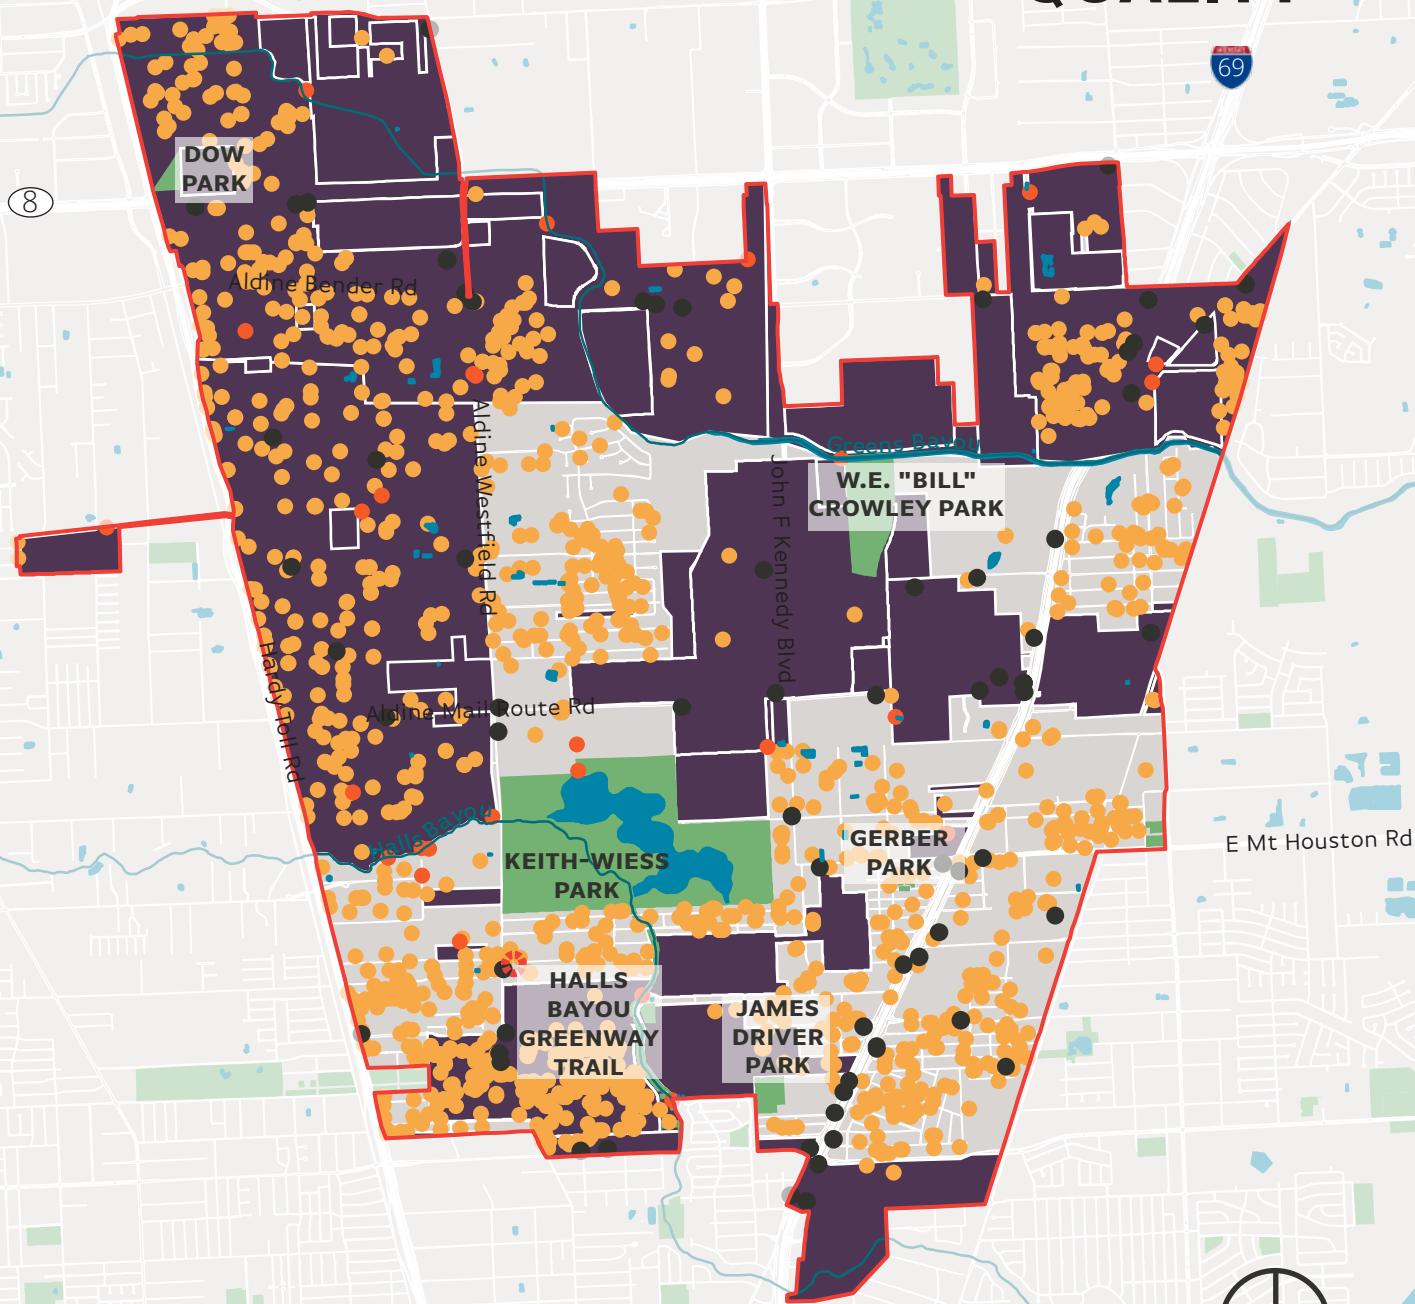 QUALITY
69
DOW
PARK
8
Aldine Bender Rd
Aldine Westfield Rd
Greens Bayou
John F Kennedy Blvd
W.E. "BILL"
CROWLEY PARK
Hardy Toll Rd
Aldine Mail Route Rd
Halls Bayou
KEITH-WIESS
PARK
GERBER
PARK
E Mt Houston Rd
HALLS
BAYOU
GREENWAY
TRAIL
JAMES
DRIVER
PARK